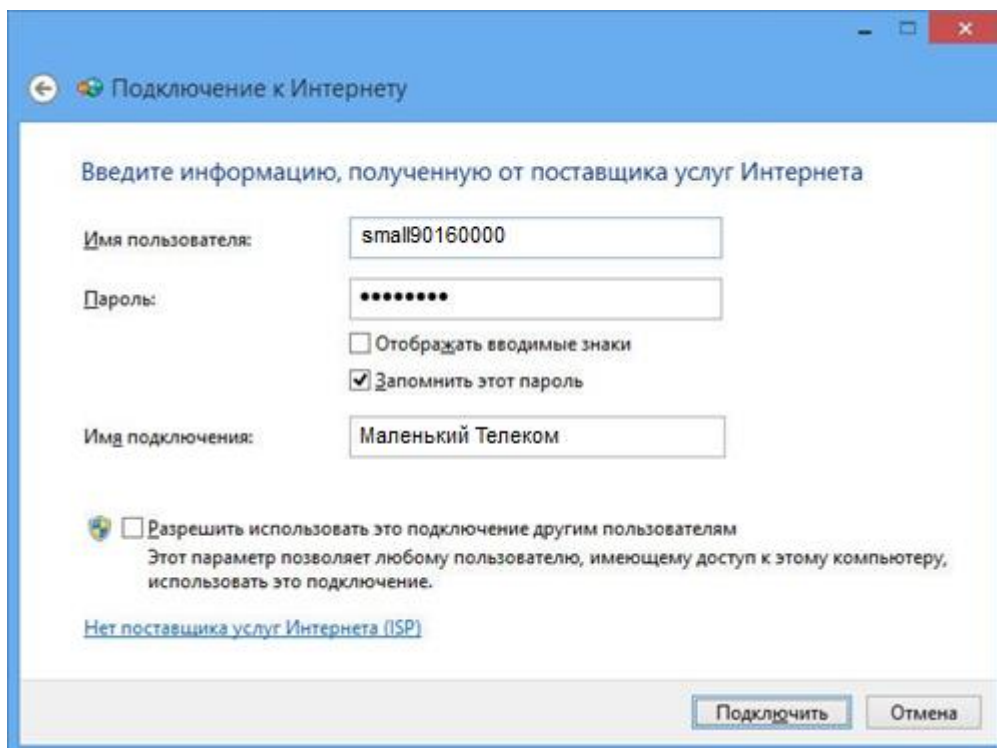 Подключение к Интернету
Введите информацию, полученную от поставщика услуг Интернета
Имя пользователя:
small90160000
Пароль:
••••••••
Отображать вводимые знаки
Запомнить этот пароль
Имя подключения:
Маленький Телеком
Разрешить использовать это подключение другим пользователям
Этот параметр позволяет любому пользователю, имеющему доступ к этому компьютеру,
использовать это подключение.
Нет поставщика услуг Интернета (ISP)
Подключить
Отмена